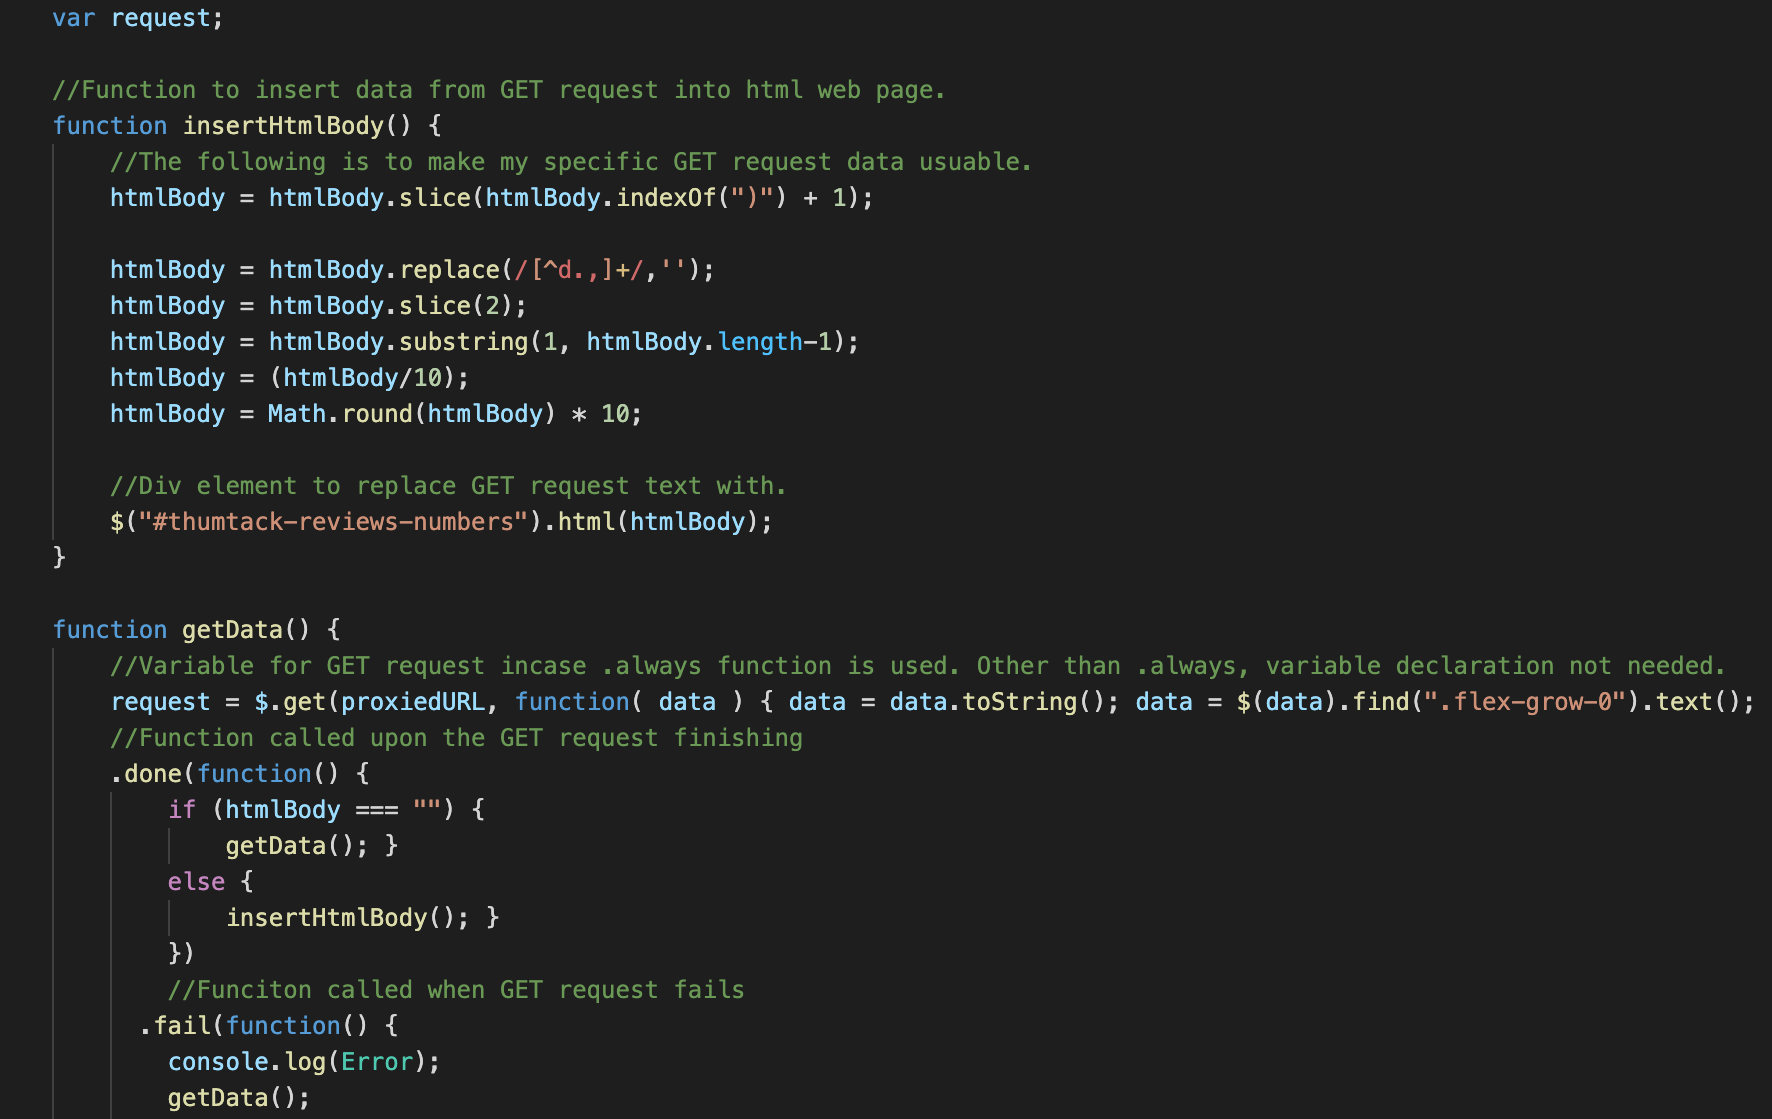 var request;
//Function to insert data from GET request into html web page.
function insertHtmlBody() {
//The following is to make my specific GET request data usuable.
htmlBody = htmlBody.slice(htmlBody.indexOf(")") + 1);
htmlBody = htmlBody.replace(/[^d.,]+/,'');
htmlBody = htmlBody.slice(2);
htmlBody = htmlBody.substring(1, htmlBody.length-1);
htmlBody = (htmlBody/10);
htmlBody = Math.round(htmlBody) * 10;
//Div element to replace GET request text with.
$("#thumtack-reviews-numbers").html(htmlBody);
}
function getData() {
//Variable for GET request incase .always function is used. Other than .always, variable declaration not needed.
request = $.get(proxiedURL, function( data ) { data = data.toString(); data = $(data).find(".flex-grow-0").text();
//Function called upon the GET request finishing
.done(function() {
if (htmlBody === "") {
getData(); }
else {
insertHtmlBody(); }
})
//Funciton called when GET request fails
.fail(function() {
console.log(Error);
getData();